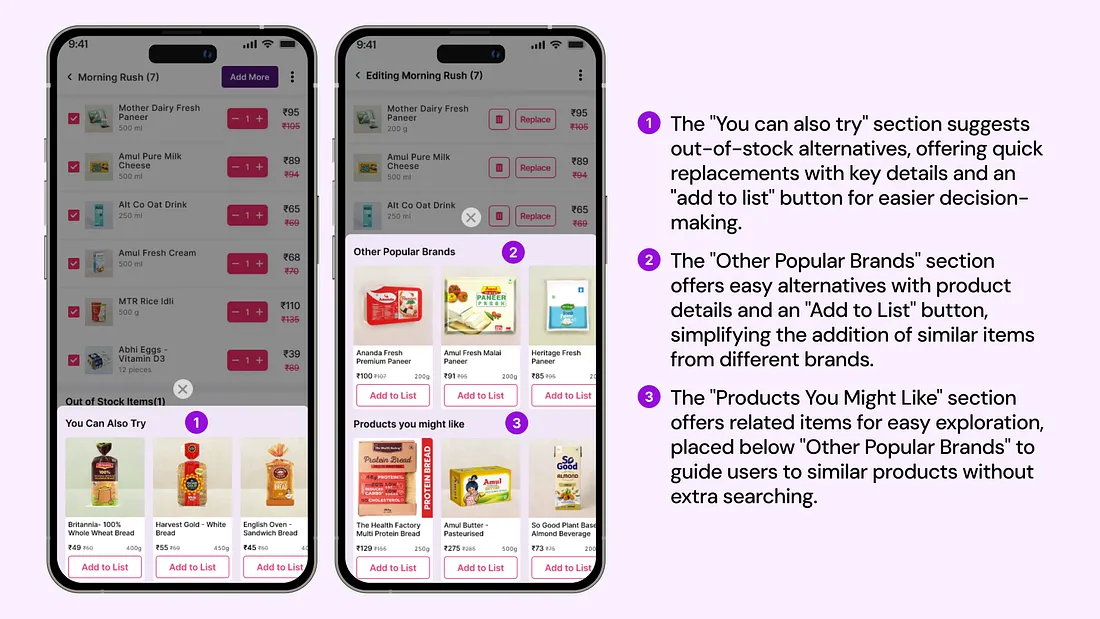 9:41
Morning Rush (7)
Add More
Mother Dairy Fresh
Paneer
500 ml
1
₹95
₹105
Amul Pure Milk
Cheese
500 ml
1
₹89
₹94
Alt Co Oat Drink
250 ml
1
₹65
₹69
Amul Fresh Cream
500 ml
1
₹68
₹70
MTR Rice Idli
500 g
1
₹110
₹135
Abhi Eggs -
Vitamin D3
12 pieces
1
₹39
₹89
Out of Stock Items(1)
You Can Also Try
1
Britannia- 100%
Whole Wheat Bread
₹49 ₹50 400g
Add to List
Harvest Gold - White
Bread
₹55 ₹59 450g
Add to List
English Oven -
Sandwich Bread
₹45 ₹50
Add to List
9:41
Editing Morning Rush (7)
Mother Dairy Fresh
Paneer
200 g
Replace
₹95
₹105
Amul Pure Milk
Cheese
500 ml
Replace
₹89
₹94
Alt Co Oat Drink
250 ml
Replace
₹65
₹69
Other Popular Brands
2
Amul
PANEER
Ananda Fresh
Premium Paneer
₹100 ₹107 200g
Add to List
Amul Fresh Malai
Paneer
₹91 ₹95 200g
Add to List
Heritage Fresh
Paneer
₹85 ₹95 200
Add to List
Products you might like
3
Protein Bread
PROTEIN BREAD
Amul
So
Good
ALMOND
The Health Factory
Multi Protein Bread
₹129 250g
Add to List
Amul Butter -
Pasteurised
₹275 ₹285 500g
Add to List
So Good Plant Base
Almond Beverage
₹73 ₹75 200
Add to List
1 The "You can also try" section suggests
out-of-stock alternatives, offering quick
replacements with key details and an
"add to list" button for easier decision-
making.
2 The "Other Popular Brands" section
offers easy alternatives with product
details and an "Add to List" button,
simplifying the addition of similar items
from different brands.
3 The "Products You Might Like" section
offers related items for easy exploration,
placed below "Other Popular Brands" to
guide users to similar products without
extra searching.